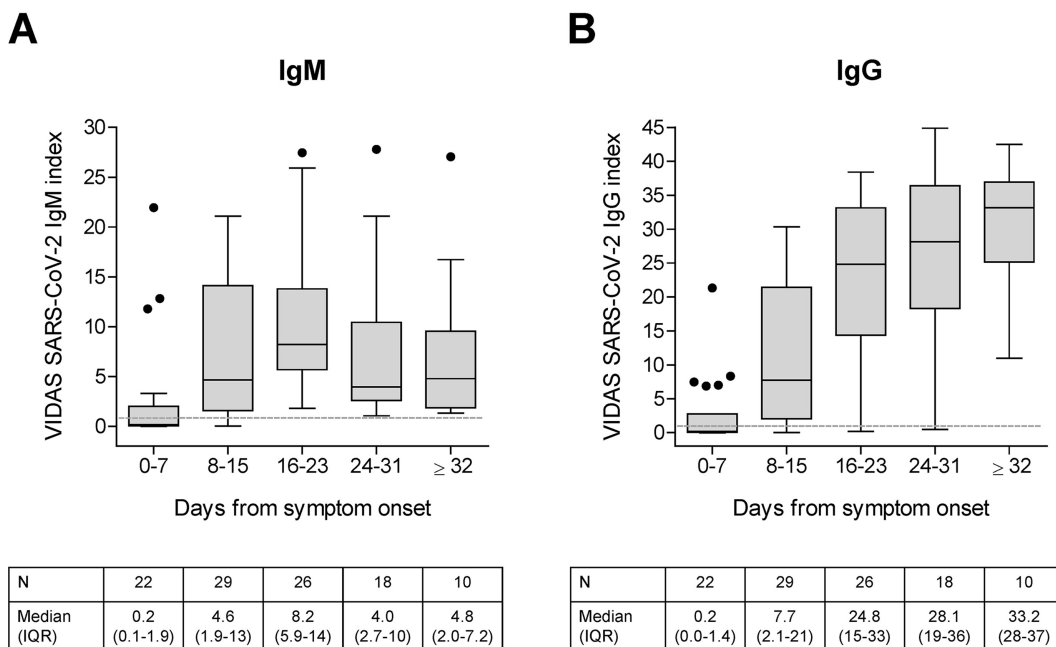 A
IgM
VIDAS SARS-CoV-2 IgM index
30
25
20
15
10
5
0
0-7 8-15 16-23 24-31 ≥ 32
Days from symptom onset
N 22 29 26 18 10
Median 0.2 4.6 8.2 4.0 4.8
(IQR) (0.1-1.9) (1.9-13) (5.9-14) (2.7-10) (2.0-7.2)
B
IgG
VIDAS SARS-CoV-2 IgG index
45
40
35
30
25
20
15
10
5
0
0-7 8-15 16-23 24-31 ≥ 32
Days from symptom onset
N 22 29 26 18 10
Median 0.2 7.7 24.8 28.1 33.2
(IQR) (0.0-1.4) (2.1-21) (15-33) (19-36) (28-37)